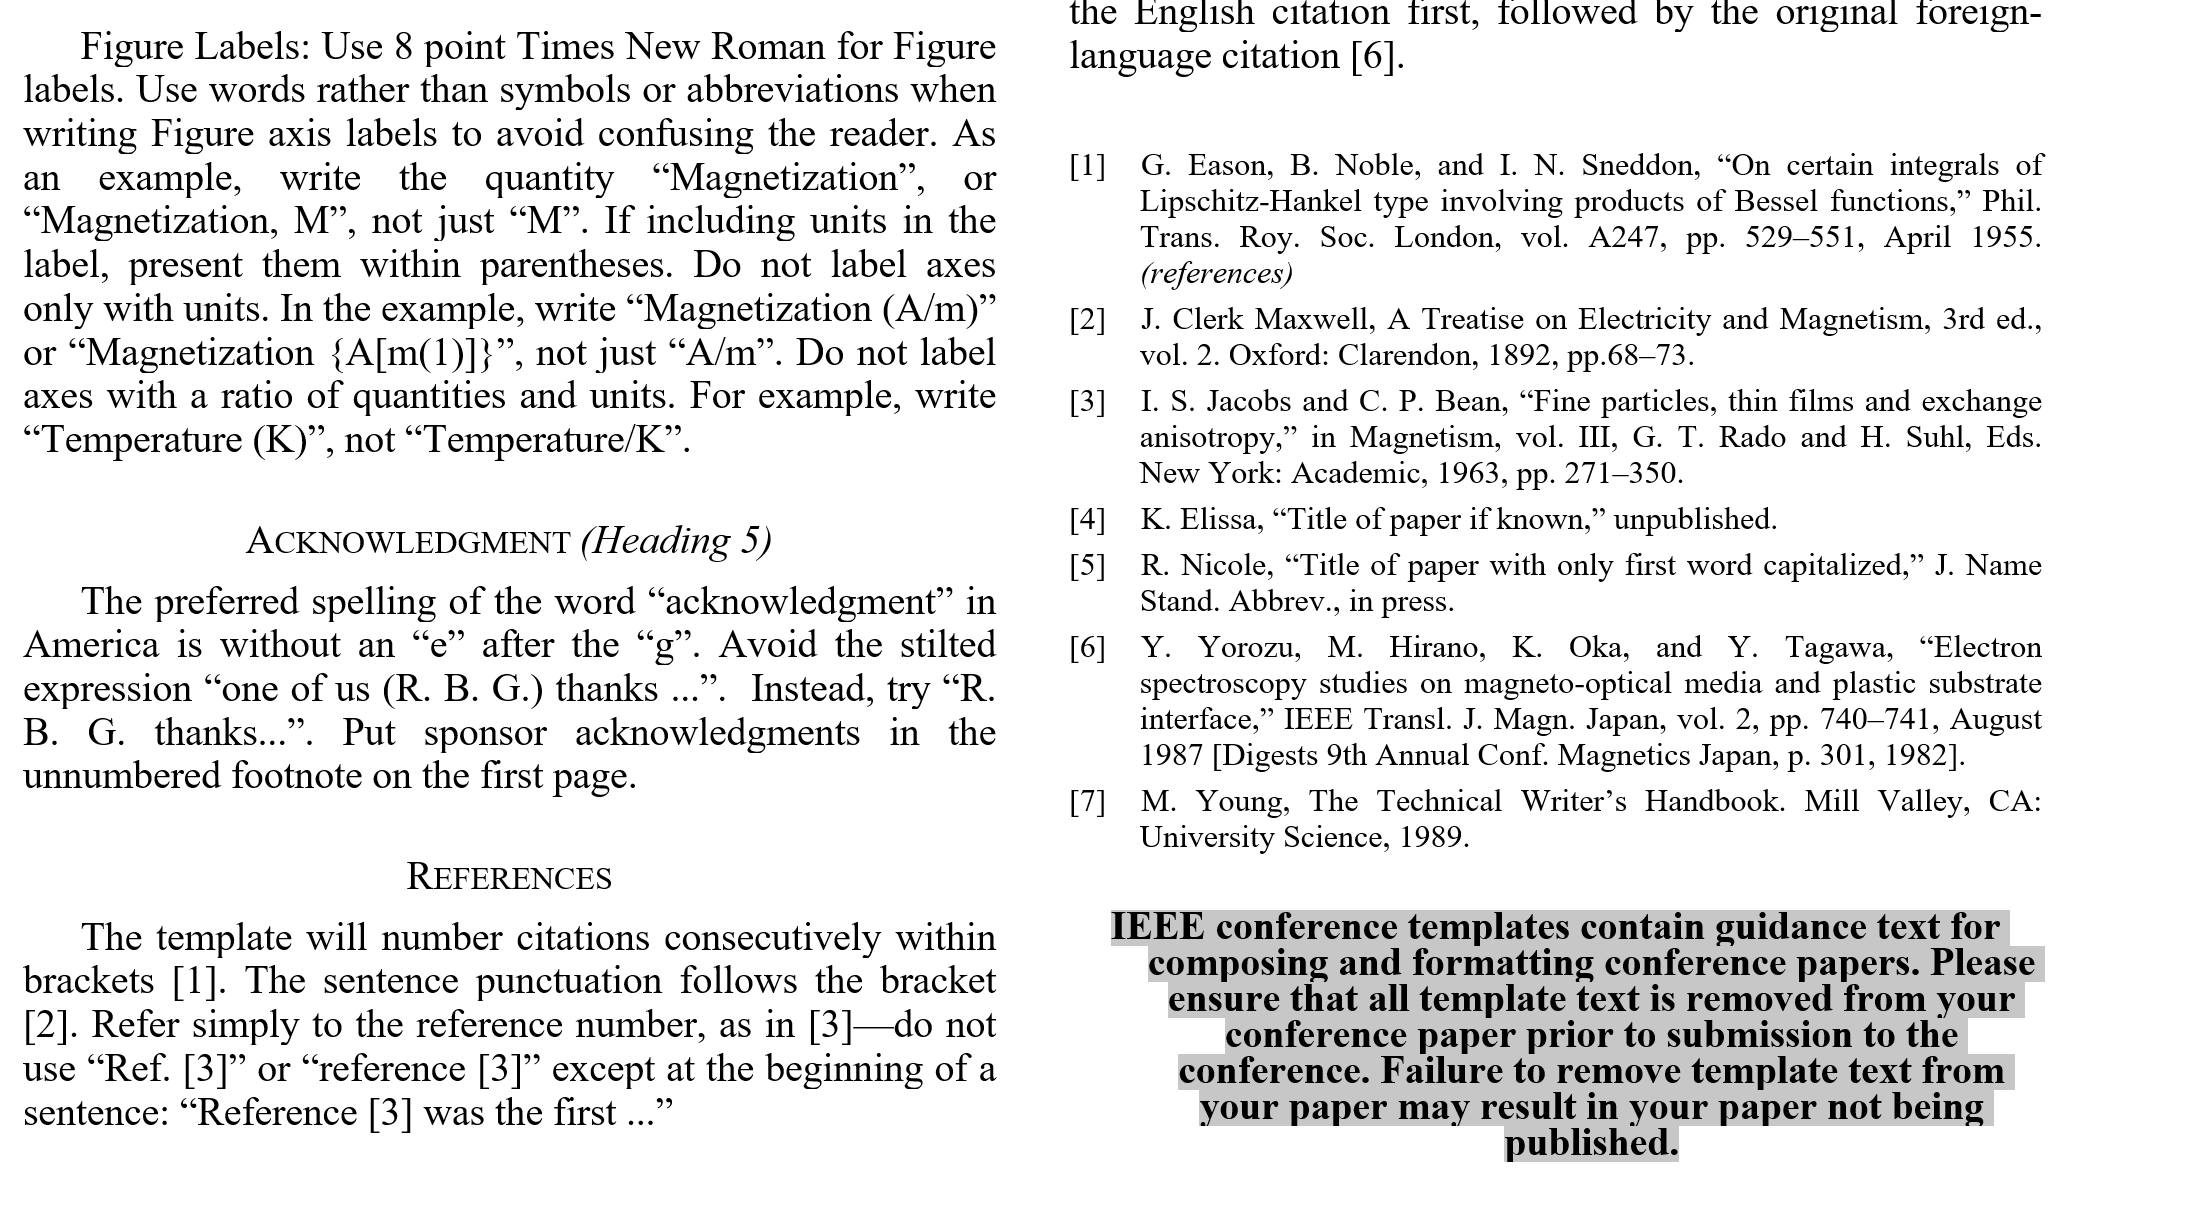 Figure Labels: Use 8 point Times New Roman for Figure
labels. Use words rather than symbols or abbreviations when
writing Figure axis labels to avoid confusing the reader. As
an example, write the quantity “Magnetization”, or
“Magnetization, M”, not just “M”. If including units in the
label, present them within parentheses. Do not label axes
only with units. In the example, write “Magnetization (A/m)”
or “Magnetization {A[m(1)]}”, not just “A/m”. Do not label
axes with a ratio of quantities and units. For example, write
“Temperature (K)”, not “Temperature/K”.
ACKNOWLEDGMENT (Heading 5)
The preferred spelling of the word “acknowledgment” in
America is without an “e” after the “g”. Avoid the stilted
expression “one of us (R. B. G.) thanks ...”. Instead, try “R.
B. G. thanks...”. Put sponsor acknowledgments in the
unnumbered footnote on the first page.
REFERENCES
The template will number citations consecutively within
brackets [1]. The sentence punctuation follows the bracket
[2]. Refer simply to the reference number, as in [3]—do not
use “Ref. [3]” or “reference [3]” except at the beginning of a
sentence: “Reference [3] was the first ...”
the English citation first, followed by the original foreign-
language citation [6].
[1] G. Eason, B. Noble, and I. N. Sneddon, “On certain integrals of
Lipschitz-Hankel type involving products of Bessel functions,” Phil.
Trans. Roy. Soc. London, vol. A247, pp. 529–551, April 1955.
(references)
[2] J. Clerk Maxwell, A Treatise on Electricity and Magnetism, 3rd ed.,
vol. 2. Oxford: Clarendon, 1892, pp.68–73.
[3] I. S. Jacobs and C. P. Bean, “Fine particles, thin films and exchange
anisotropy,” in Magnetism, vol. III, G. T. Rado and H. Suhl, Eds.
New York: Academic, 1963, pp. 271–350.
[4] K. Elissa, “Title of paper if known,” unpublished.
[5] R. Nicole, “Title of paper with only first word capitalized,” J. Name
Stand. Abbrev., in press.
[6] Y. Yorozu, M. Hirano, K. Oka, and Y. Tagawa, “Electron
spectroscopy studies on magneto-optical media and plastic substrate
interface,” IEEE Transl. J. Magn. Japan, vol. 2, pp. 740–741, August
1987 [Digests 9th Annual Conf. Magnetics Japan, p. 301, 1982].
[7] M. Young, The Technical Writer’s Handbook. Mill Valley, CA:
University Science, 1989.
IEEE conference templates contain guidance text for
composing and formatting conference papers. Please
ensure that all template text is removed from your
conference paper prior to submission to the
conference. Failure to remove template text from
your paper may result in your paper not being
published.